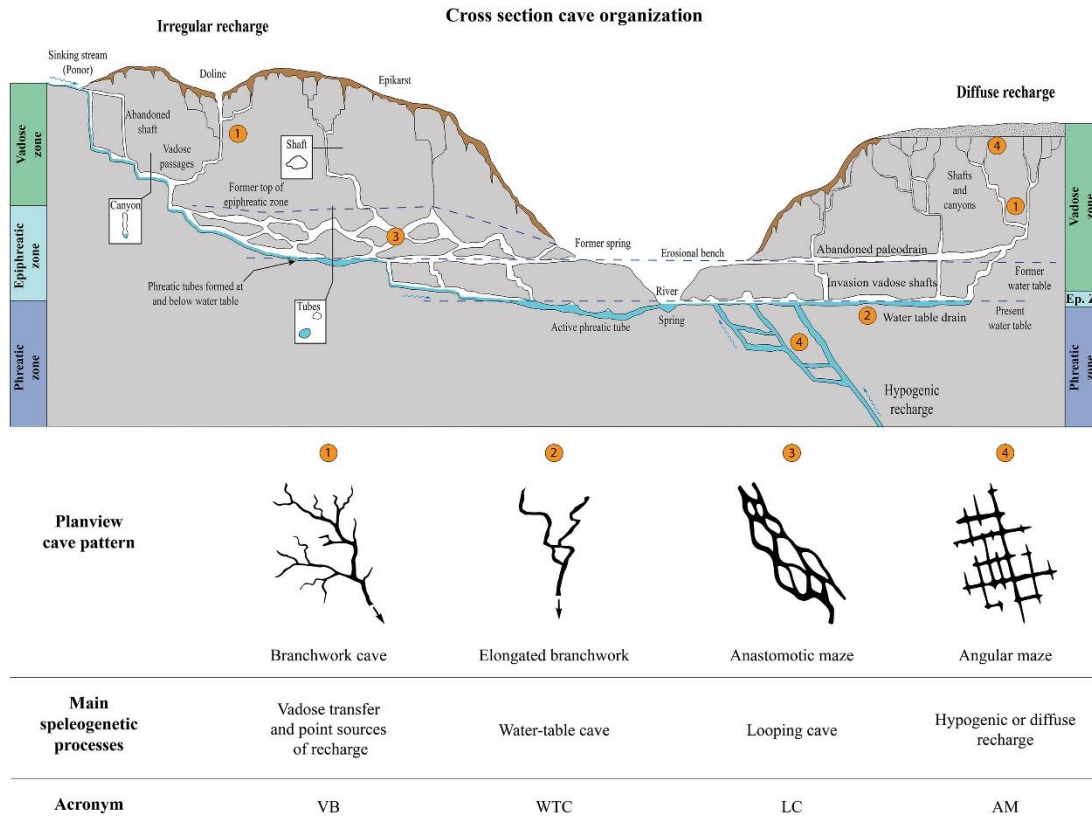 Cross section cave organization
Irregular recharge
Sinking stream
(Ponor)
Doline
Epikarst
Diffuse recharge
Vadose
zone
Epiphreatic
zone
Phreatic
zone
Abandoned
shaft
Vadose
passages
1
Shaft
Canyon
Former top of
epiphreatic zone
3
Phreatic tubes formed at
and below water table
Tubes
Former spring
Erosional bench
River
Spring
Active phreatic tube
4
Shafts
and
canyons
1
Abandoned paleodrain
Invasion vadose shafts
Former
water table
2
Water table drain
Present
water table
4
Hypogenic
recharge
Vadose
zone
Ep. Z
Phreatic
zone
1
2
3
4
Planview
cave pattern
Branchwork cave
Elongated branchwork
Anastomotic maze
Angular maze
Main
speleogenetic
processes
Vadose transfer
and point sources
of recharge
Water-table cave
Looping cave
Hypogenic or diffuse
recharge
Acronym
VB
WTC
LC
AM